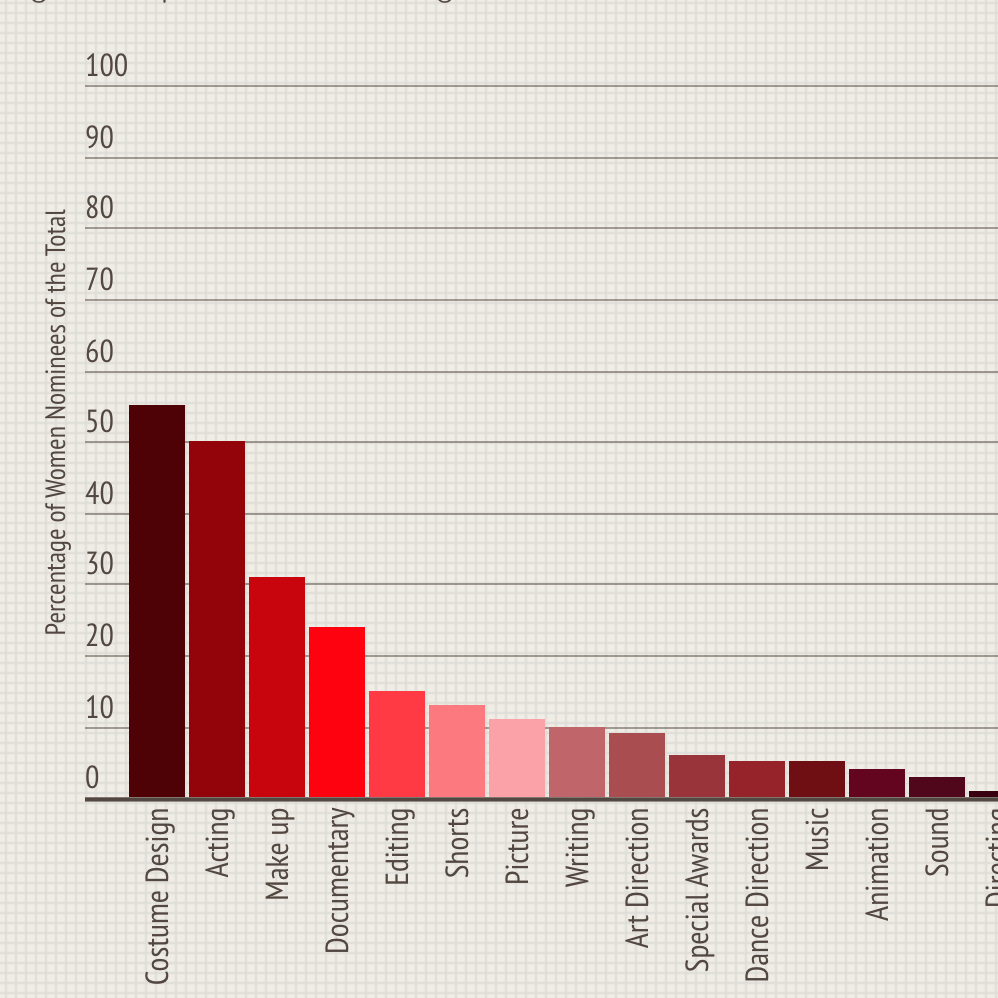 100
90
80
70
60
50
40
30
20
10
0
Percentage of Women Nominees of the Total
Costume Design
Acting
Make up
Documentary
Editing
Shorts
Picture
Writing
Art Direction
Special Awards
Dance Direction
Music
Animation
Sound